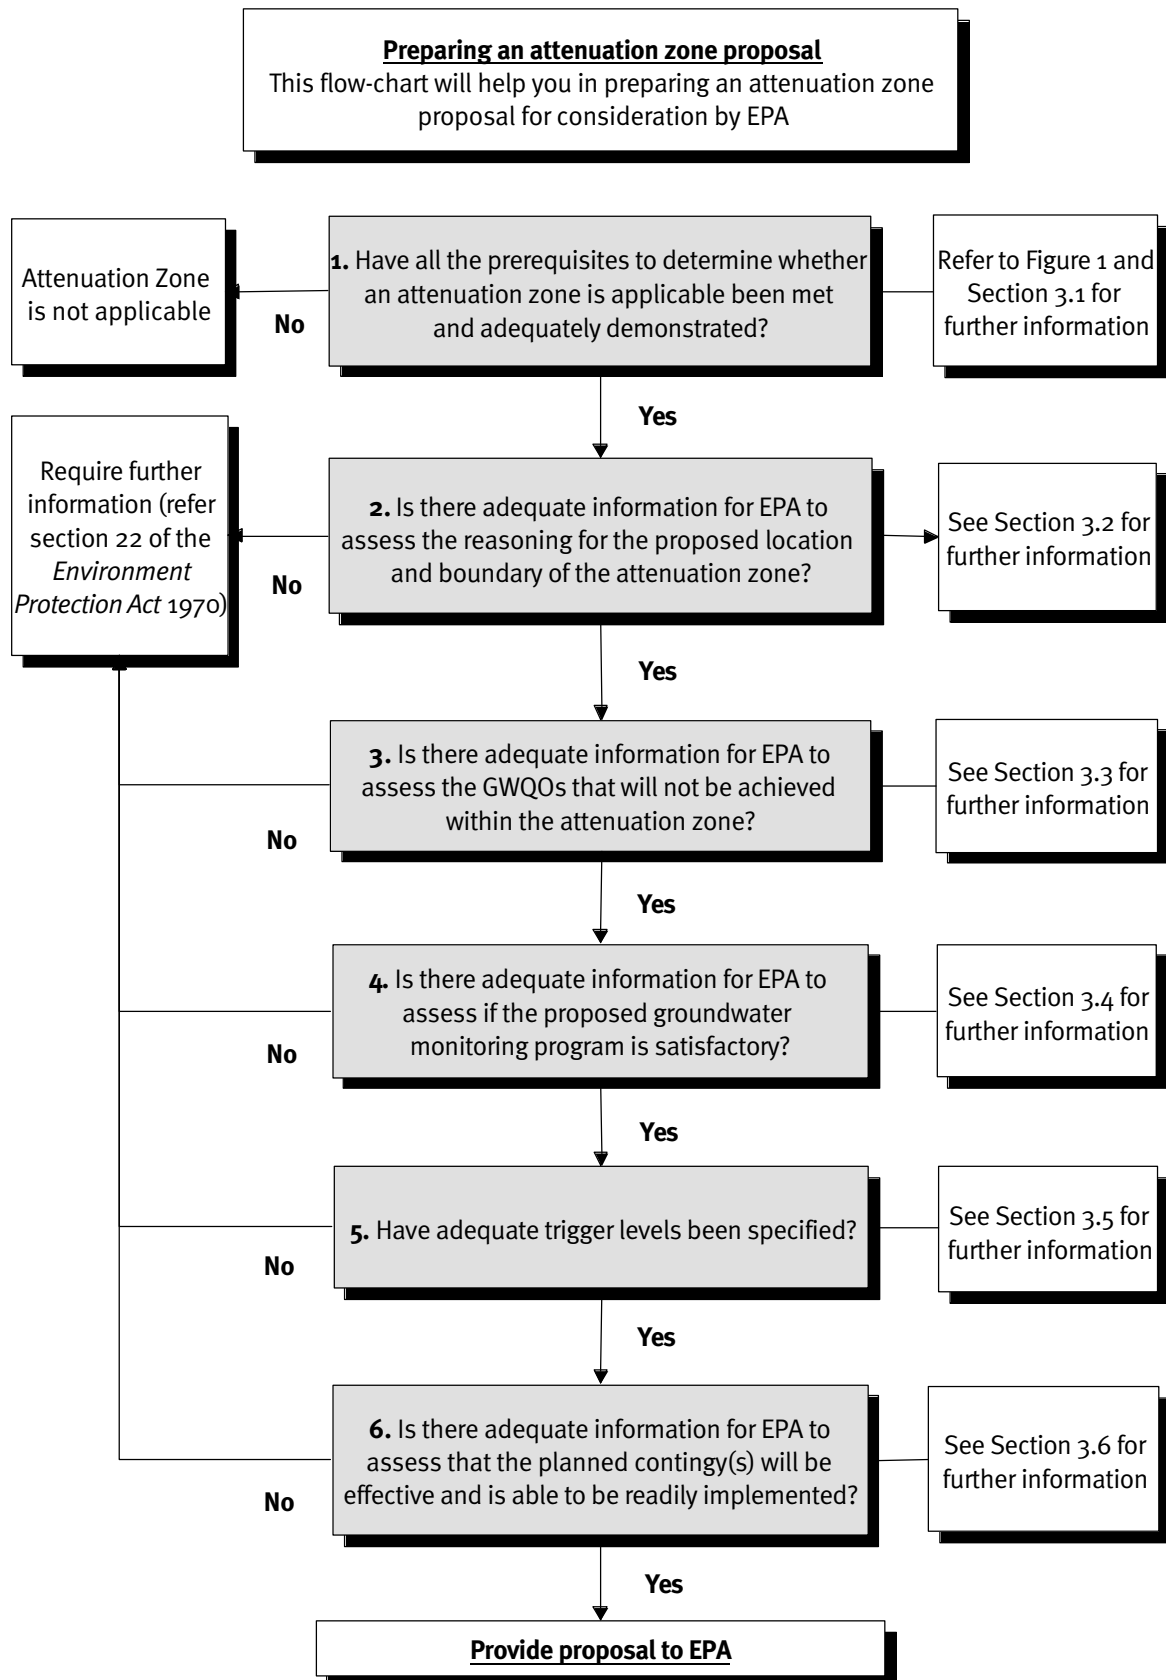 Preparing an attenuation zone proposal
This flow-chart will help you in preparing an attenuation zone
proposal for consideration by EPA
Attenuation Zone
is not applicable
No
1. Have all the prerequisites to determine whether
an attenuation zone is applicable been met
and adequately demonstrated?
Refer to Figure 1 and
Section 3.1 for
further information
Yes
Require further
information (refer
section 22 of the
Environment
Protection Act 1970)
No
2. Is there adequate information for EPA to
assess the reasoning for the proposed location
and boundary of the attenuation zone?
See Section 3.2 for
further information
Yes
3. Is there adequate information for EPA to
assess the GWQOs that will not be achieved
within the attenuation zone?
See Section 3.3 for
further information
No
Yes
4. Is there adequate information for EPA to
assess if the proposed groundwater
monitoring program is satisfactory?
See Section 3.4 for
further information
No
Yes
5. Have adequate trigger levels been specified?
See Section 3.5 for
further information
No
Yes
6. Is there adequate information for EPA to
assess that the planned contingy(s) will be
effective and is able to be readily implemented?
See Section 3.6 for
further information
No
Yes
Provide proposal to EPA